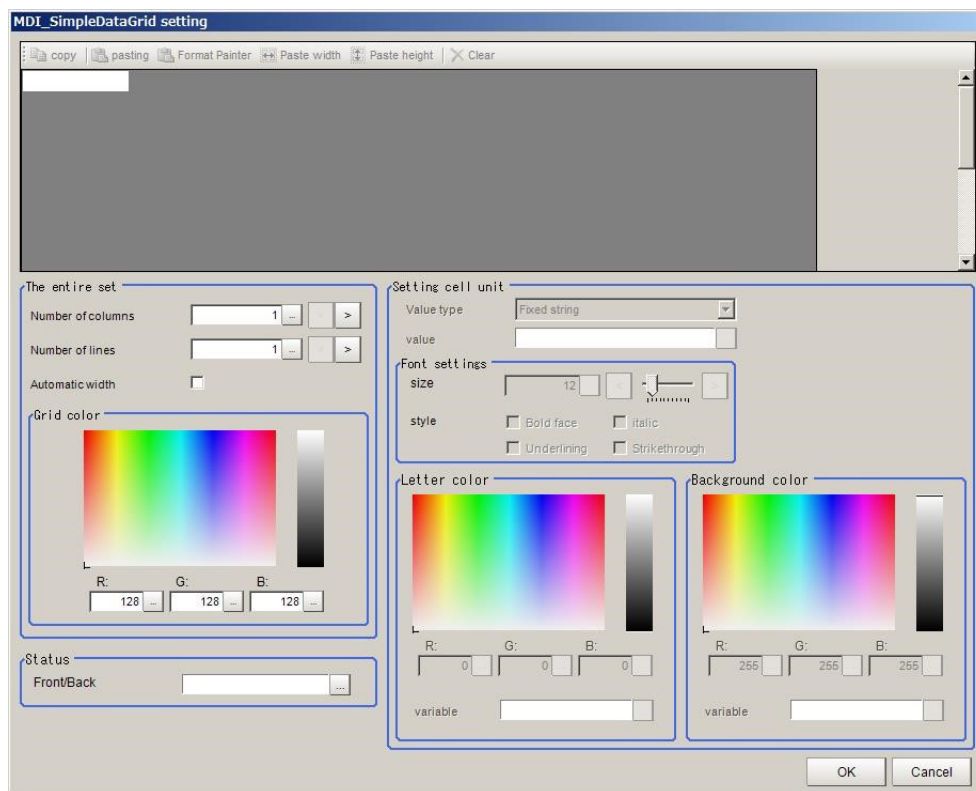 MDI_SimpleDataGrid setting
copy pasting Format Painter Paste width Paste height Clear
The entire set
Number of columns 1 ... < >
Number of lines 1 ... < >
Automatic width
Grid color
R: G: B:
128 ... 128 ... 128 ...
Status
Front/Back ...
Setting cell unit
Value type Fixed string
value
Font settings
size 12 < >
style Bold face italic
Underlining Strikethrough
Letter color
R: G: B:
0 0 0
variable
Background color
R: G: B:
255 255 255
variable
OK Cancel